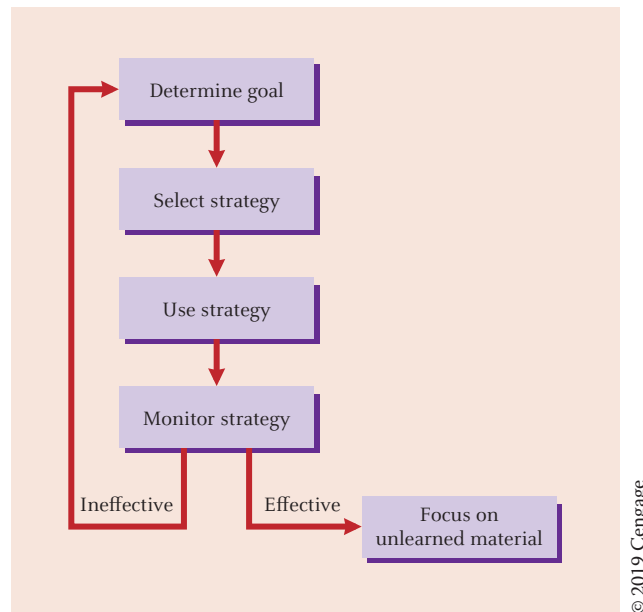 Determine goal
Select strategy
Use strategy
Monitor strategy
Ineffective
Effective
Focus on
unlearned material
© 2019 Cengage